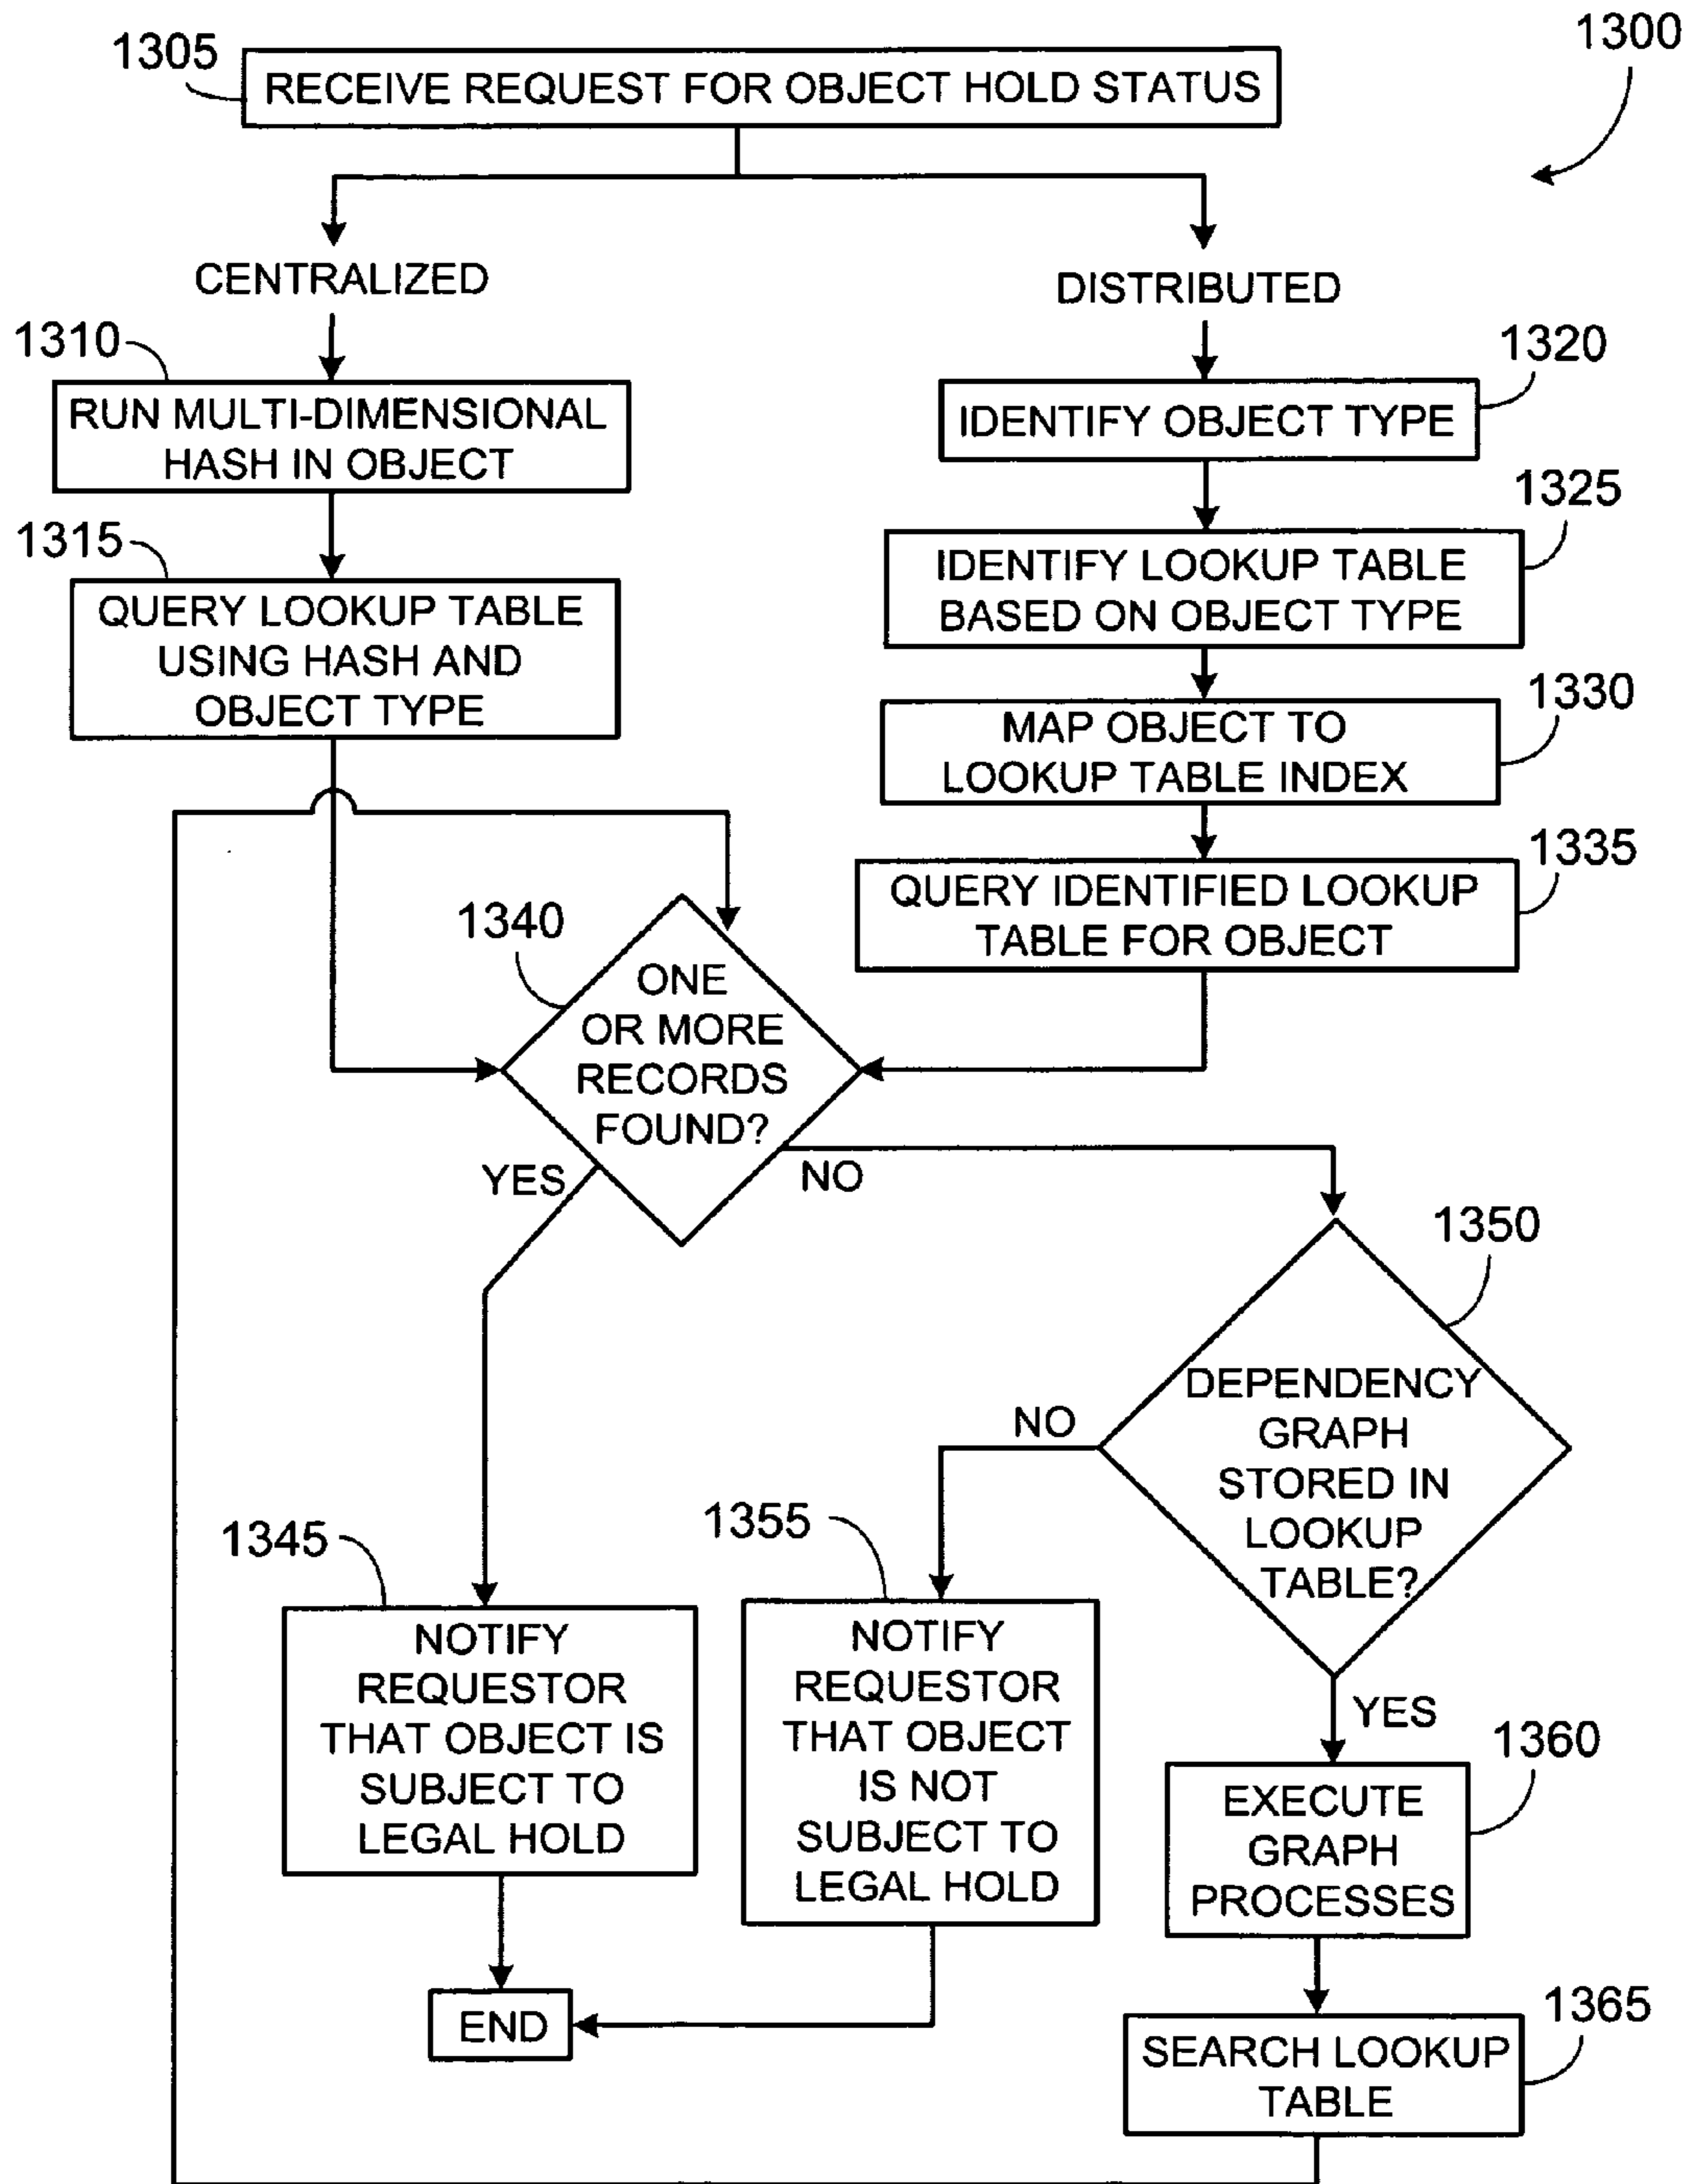 1300
1305
RECEIVE REQUEST FOR OBJECT HOLD STATUS
CENTRALIZED
DISTRIBUTED
1310
RUN MULTI-DIMENSIONAL
HASH IN OBJECT
1315
QUERY LOOKUP TABLE
USING HASH AND
OBJECT TYPE
1320
IDENTIFY OBJECT TYPE
1325
IDENTIFY LOOKUP TABLE
BASED ON OBJECT TYPE
1330
MAP OBJECT TO
LOOKUP TABLE INDEX
1335
QUERY IDENTIFIED LOOKUP
TABLE FOR OBJECT
1340
ONE
OR MORE
RECORDS
FOUND?
YES
NO
1350
DEPENDENCY
GRAPH
STORED IN
LOOKUP
TABLE?
NO
YES
1345
NOTIFY
REQUESTOR
THAT OBJECT IS
SUBJECT TO
LEGAL HOLD
1355
NOTIFY
REQUESTOR
THAT OBJECT
IS NOT
SUBJECT TO
LEGAL HOLD
1360
EXECUTE
GRAPH
PROCESSES
END
1365
SEARCH LOOKUP
TABLE